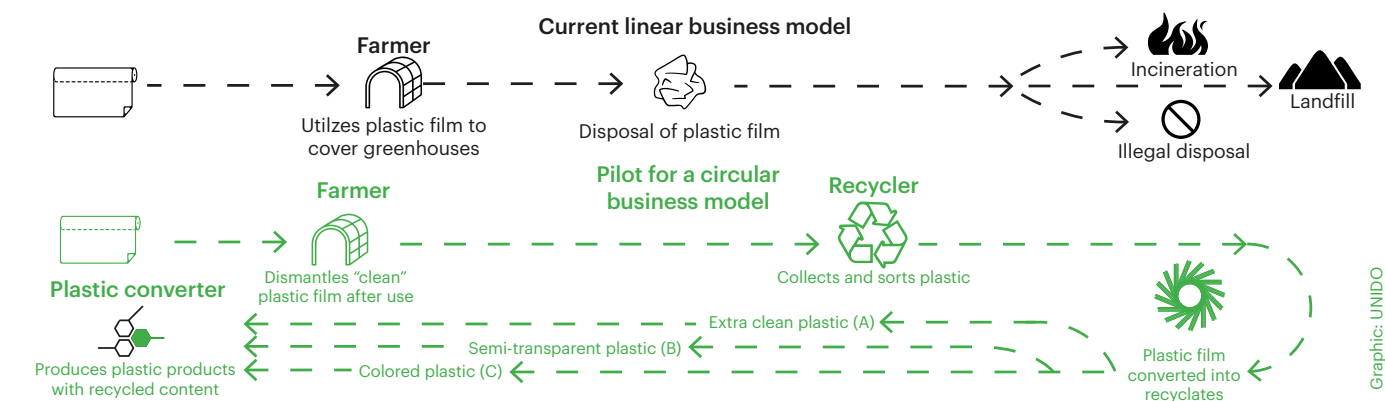 Current linear business model
Farmer
Utilzes plastic film to
cover greenhouses
Disposal of plastic film
Incineration
Landfill
Illegal disposal
Pilot for a circular
business model
Farmer
Recycler
Dismantles “clean”
plastic film after use
Collects and sorts plastic
Plastic converter
Produces plastic products
with recycled content
Extra clean plastic (A)
Semi-transparent plastic (B)
Colored plastic (C)
Plastic film
converted into
recyclates
Graphic: UNIDO